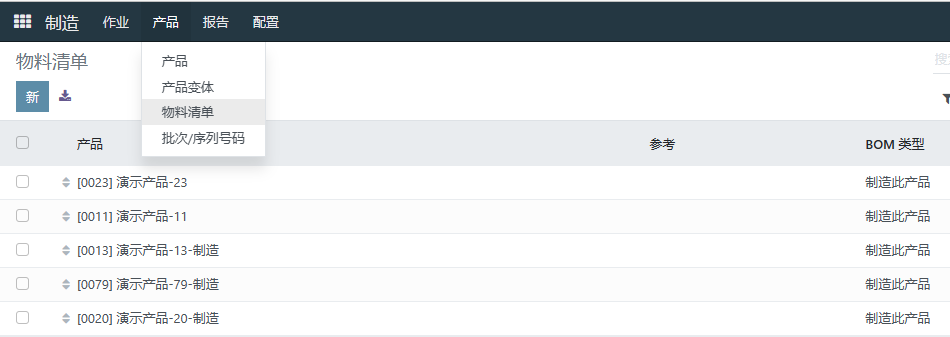 制造 作业 产品 报告 配置
物料清单
产品
搜
产品变体
新
物料清单
批次/序列号码
产品 参考 BOM 类型
[0023] 演示产品-23 制造此产品
[0011] 演示产品-11 制造此产品
[0013] 演示产品-13-制造 制造此产品
[0079] 演示产品-79-制造 制造此产品
[0020] 演示产品-20-制造 制造此产品